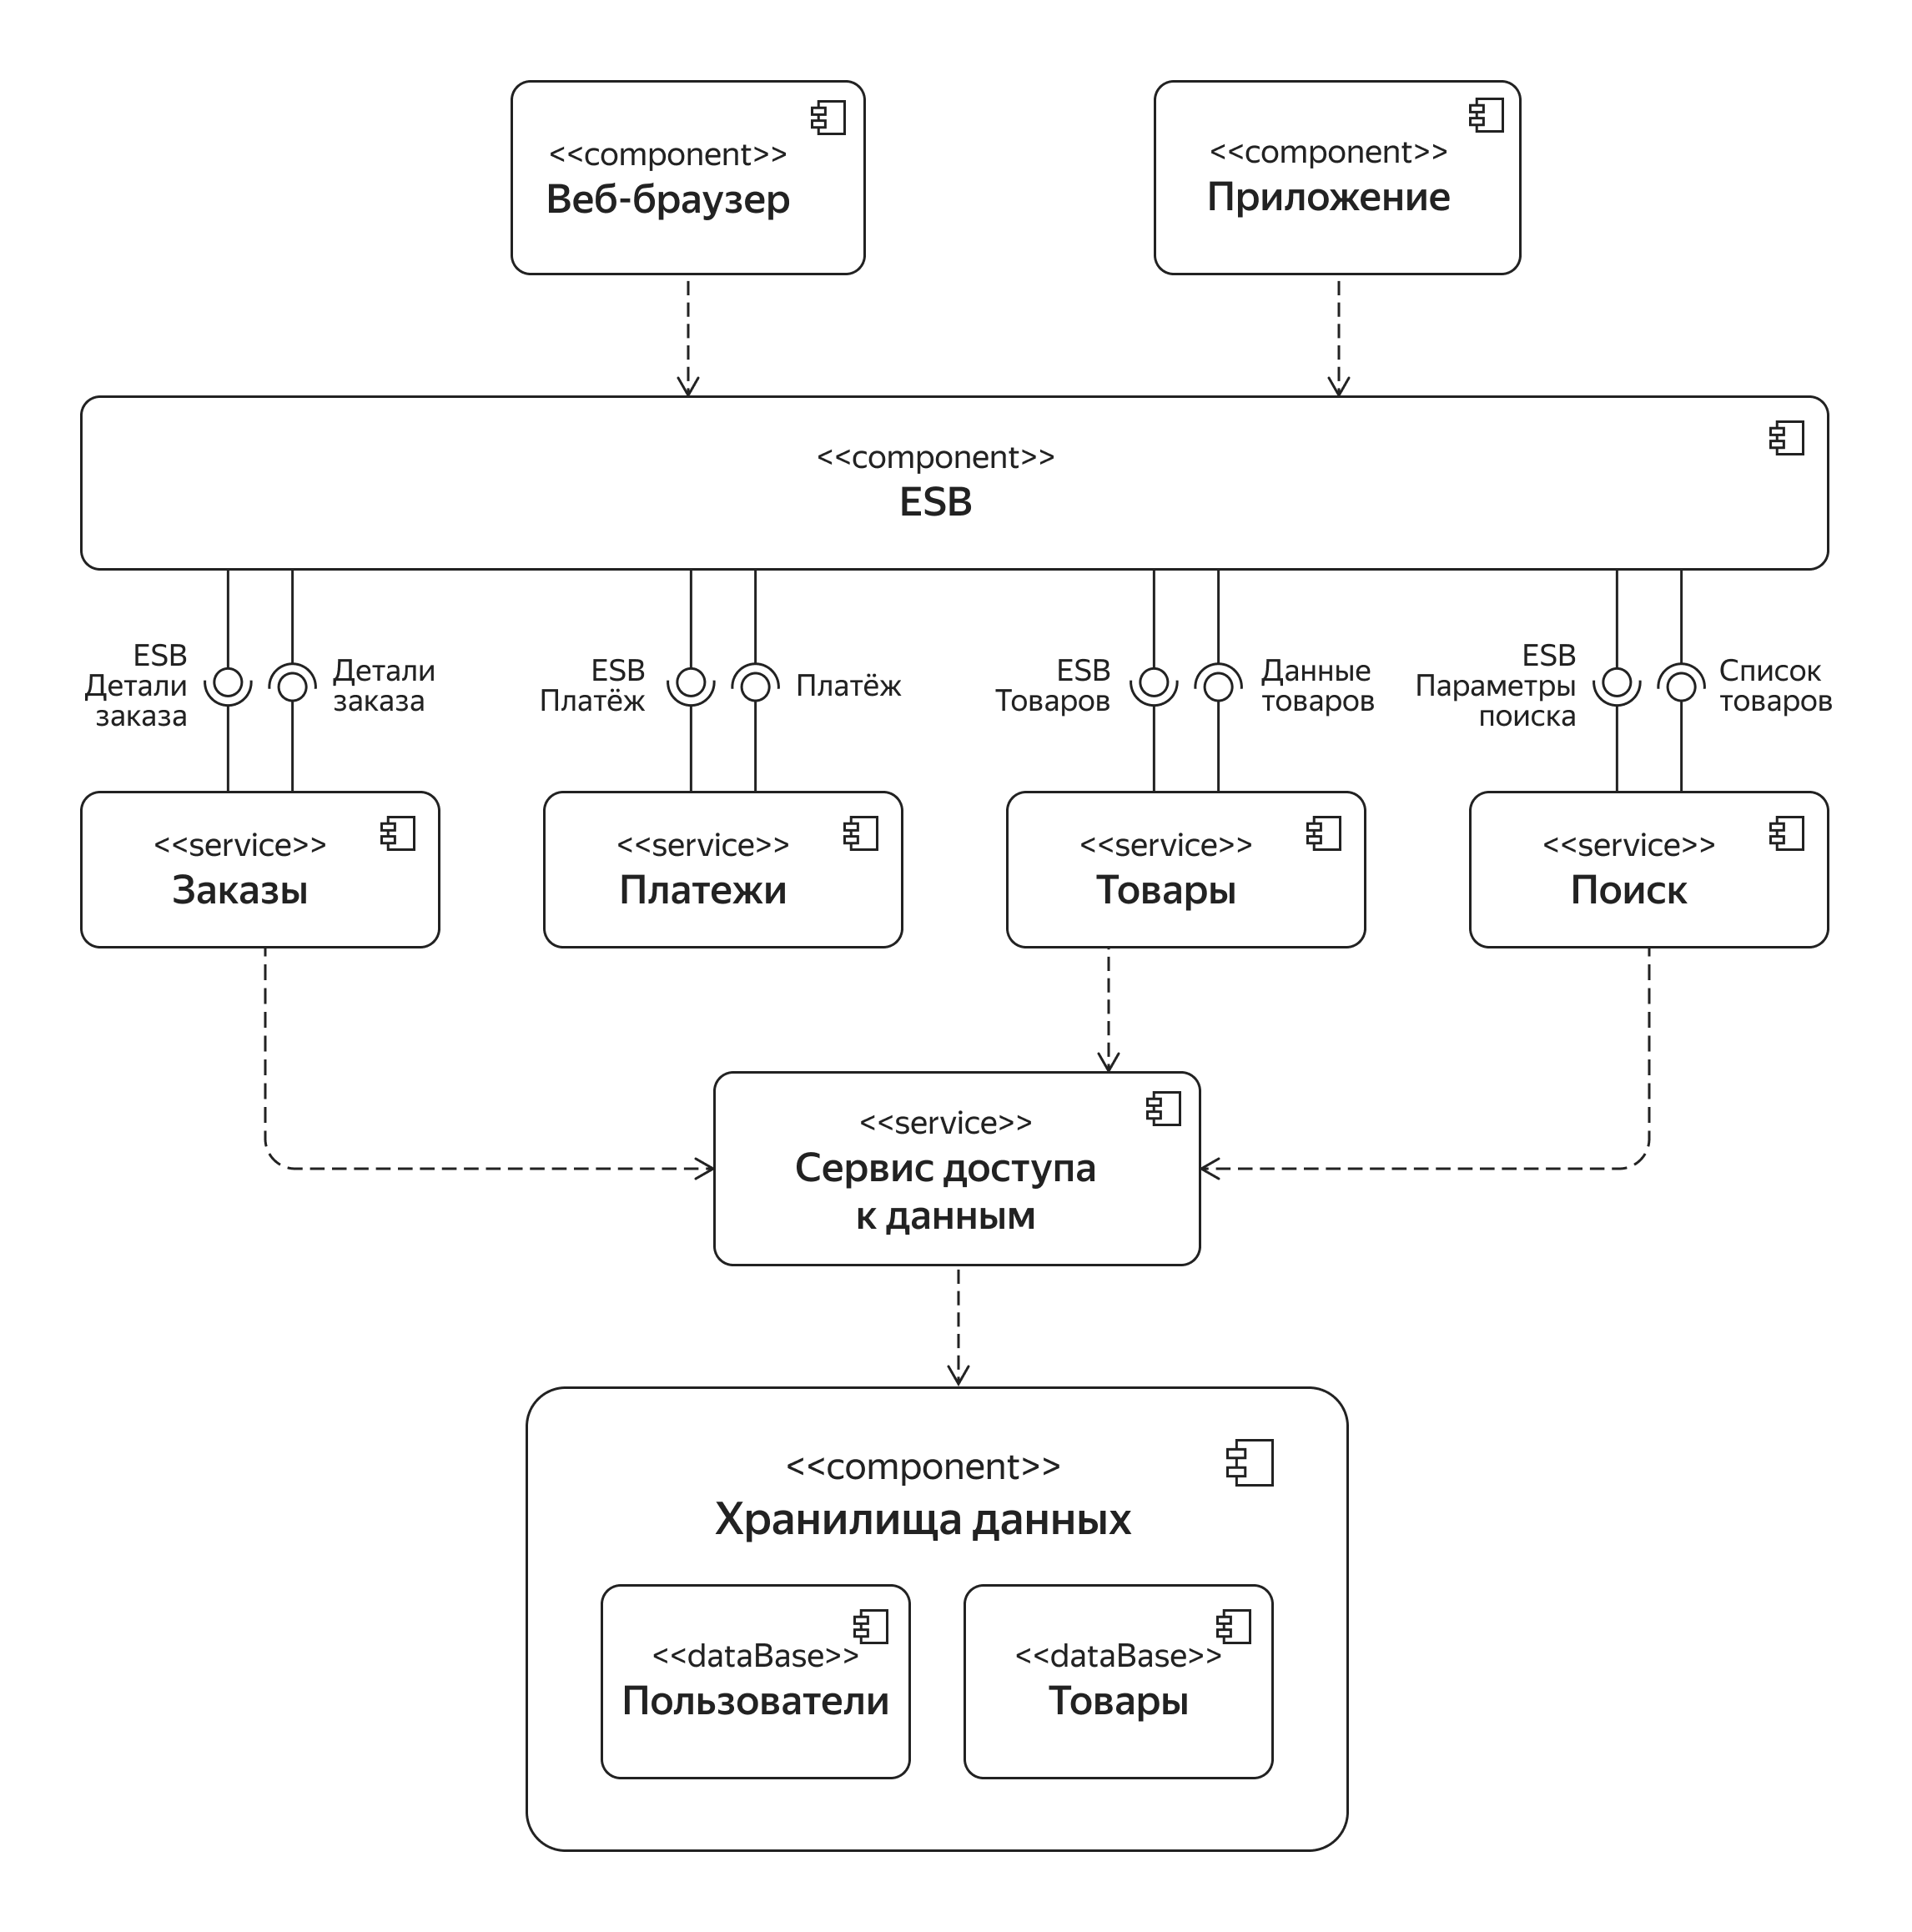 <<component>>
Веб-браузер
<<component>>
Приложение
<<component>>
ESB
ESB
Детали
заказа
Детали
заказа
ESB
Платёж
Платёж
ESB
Товаров
Данные
товаров
ESB
Параметры
поиска
Список
товаров
<<service>>
Заказы
<<service>>
Платежи
<<service>>
Товары
<<service>>
Поиск
<<service>>
Сервис доступа
к данным
<<component>>
Хранилища данных
<<dataBase>>
Пользователи
<<dataBase>>
Товары